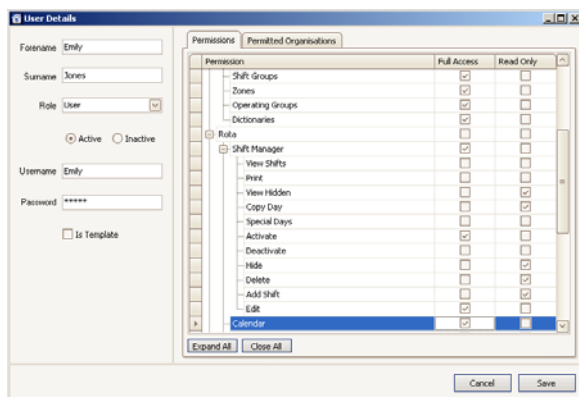 User Details
Permissions
Permitted Organisations
Forename Emily
Surname Jones
Role User
Active Inactive
Username Emily
Password *****
Is Template
Permission Full Access Read Only
Shift Groups
Zones
Operating Groups
Dictionaries
Rota
Shift Manager
View Shifts
Print
View Hidden
Copy Day
Special Days
Activate
Deactivate
Hide
Delete
Add Shift
Edit
Calendar
Expand All Close All
Cancel Save